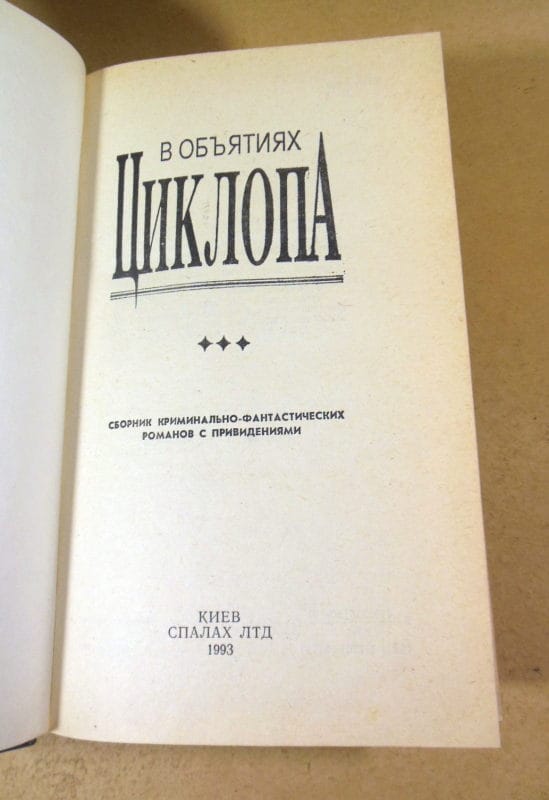 В ОБЪЯТИЯХ
ЦИКЛОПА
СБОРНИК КРИМИНАЛЬНО-ФАНТАСТИЧЕСКИХ
РОМАНОВ С ПРИВИДЕНИЯМИ
КИЕВ
СПАЛАХ ЛТД
1993